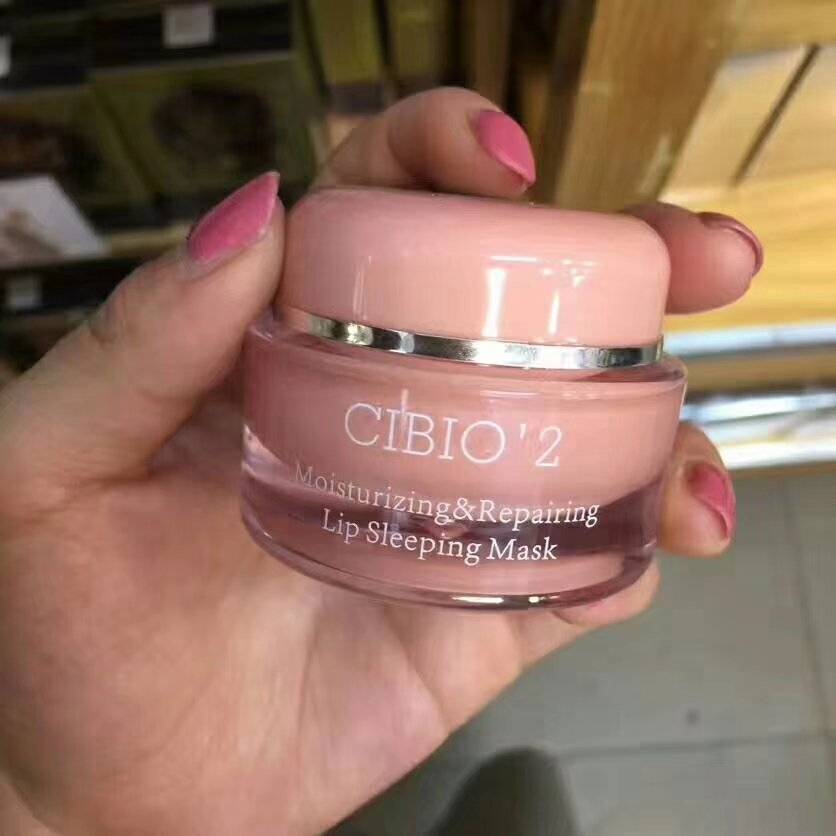 CIBIO'2
Moisturizing&Repairing
Lip Sleeping Mask